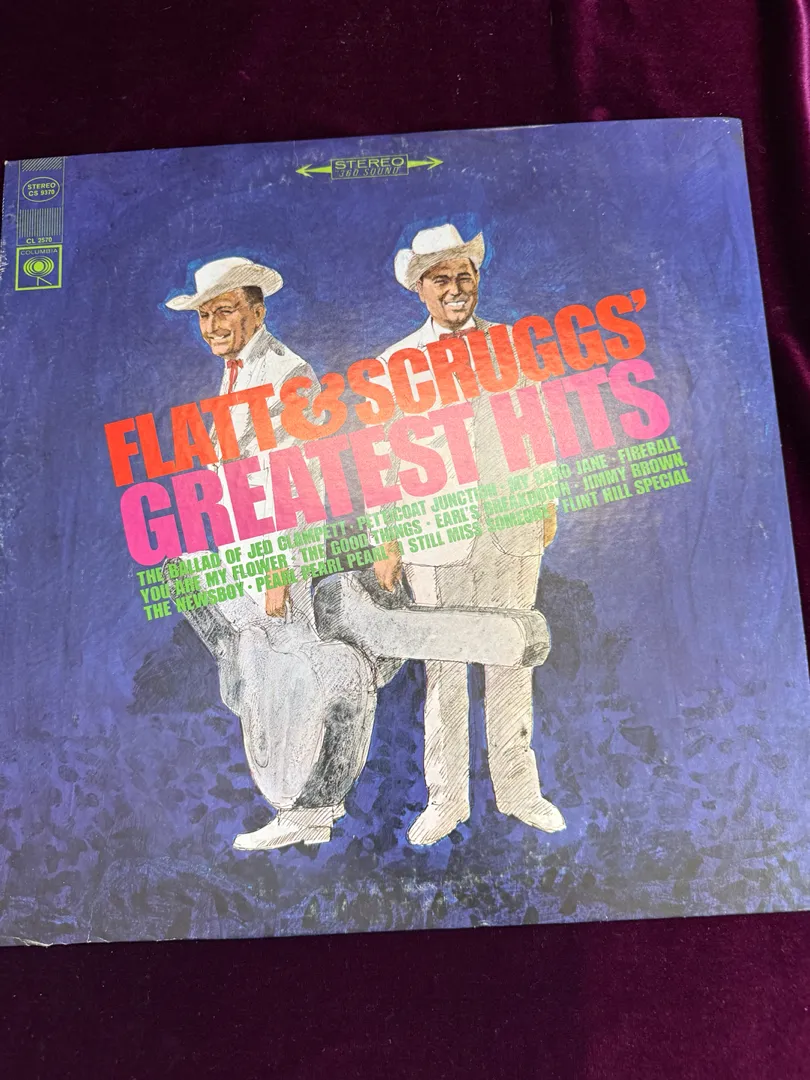 STEREO
"360 SOUND"
STEREO
CS 9370
CL 2570
COLUMBIA
FLATT & SCRUGGS'
GREATEST HITS
THE BALLAD OF JED CLAMPETT · PETTICOAT JUNCTION · MY SARO JANE · FIREBALL
YOU ARE MY FLOWER · THE GOOD THINGS · EARL'S BREAKDOWN · JIMMY BROWN,
THE NEWSBOY · PEARL PEARL PEARL · I STILL MISS SOMEONE · FLINT HILL SPECIAL